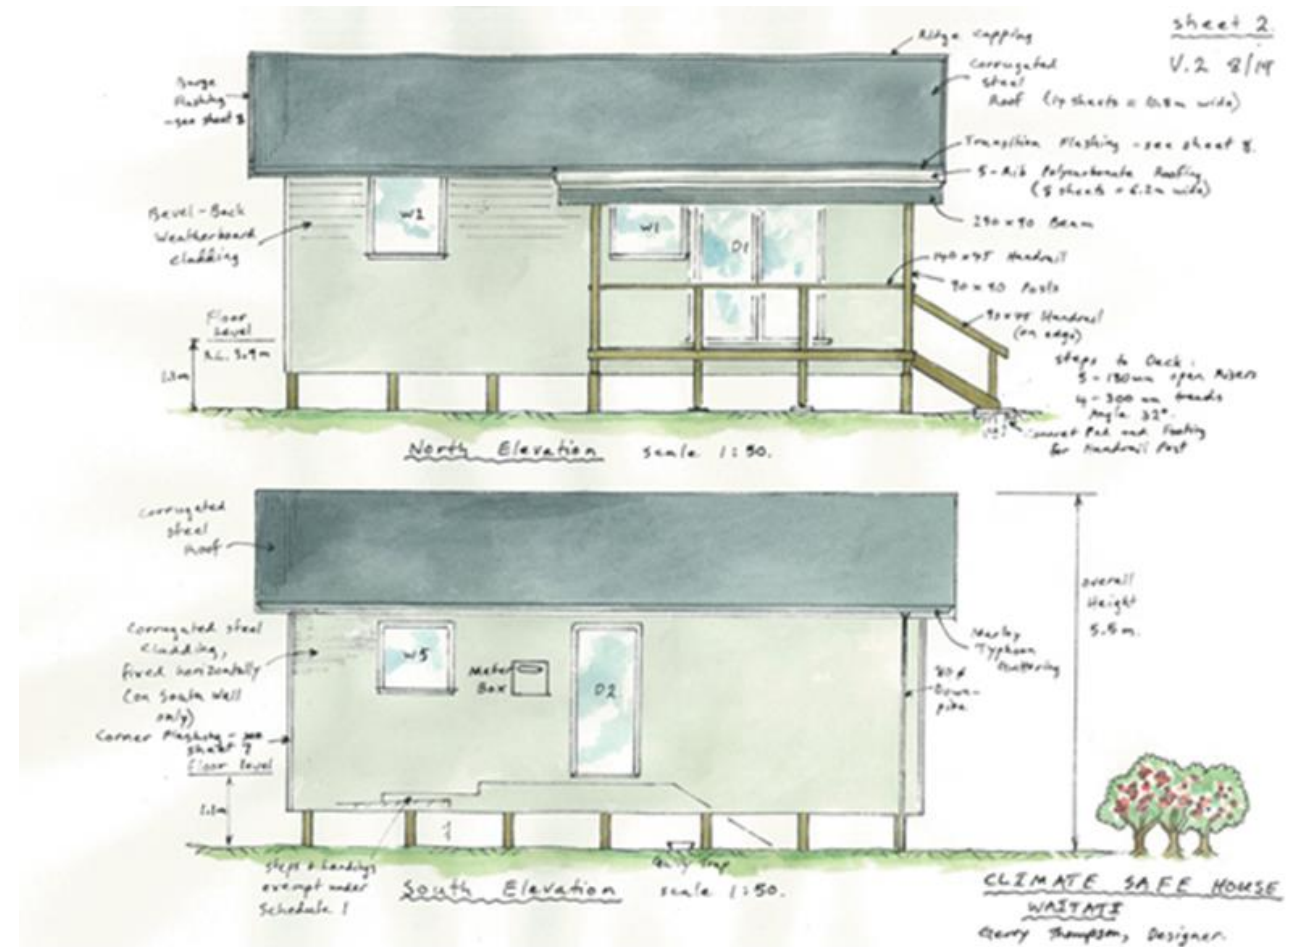 sheet 2.
V.2 8/19
Ridge Capping
Corrugated
steel
Roof (14 sheets = 10.8m wide)
Barge
Flashing
-see sheet 8
Transition Flashing - see sheet 8.
5-Rib Polycarbonate Roofing
(8 sheets = 6.2m wide)
290 x 90 Beam
140 x 45 Handrail
90 x 90 Posts
90 x 45 Handrail
(on edge)
steps to Deck:
5 - 180mm open Risers
4 - 300 mm treads
Angle 32°.
Concret Pad and Footing
for Handrail Post
Bevel-Back
Weatherboard
cladding
W2
W1
D1
Floor
Level
North Elevation scale 1:50.
Corrugated
steel
Roof
Corrugated steel
cladding,
fixed horizontally
(on South Wall
only)
Corner Flashing - see
sheet 7
floor level
1.1m
W5
Meter
Box
D2
80 ø
Down-
pipe
Marley
Typhoon
Guttering
overall
Height
5.5m.
steps & Landings
exempt under
Schedule 1
Gully Trap
South Elevation scale 1:50.
CLIMATE SAFE HOUSE
WAITATI
Gerry Thompson, Designer.